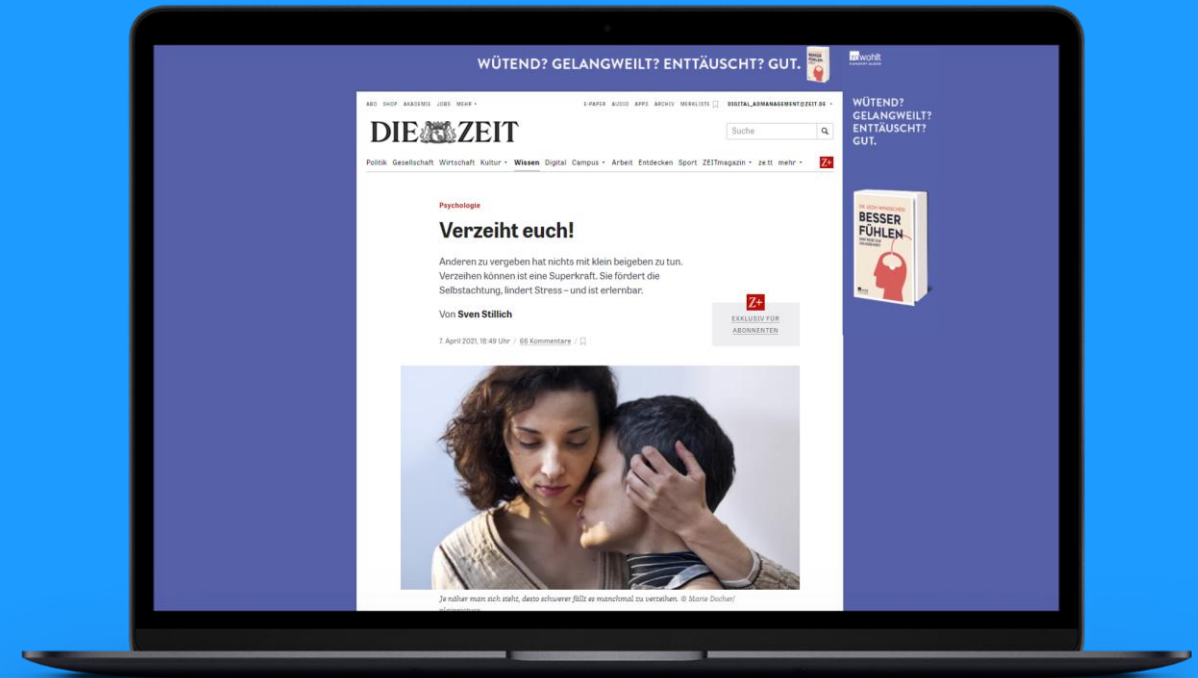 WÜTEND? GELANGWEILT? ENTTÄUSCHT? GUT.
BESSER
FÜHLEN
rowohlt
ABO SHOP AKADEMIE JOBS MEHR
E-PAPER AUDIO APPS ARCHIV MERKLISTE DIGITAL_ADMANAGEMENT@ZEIT.DE
DIE ZEIT
Suche
Politik Gesellschaft Wirtschaft Kultur Wissen Digital Campus Arbeit Entdecken Sport ZEITmagazin ze.tt mehr Z+
WÜTEND?
GELANGWEILT?
ENTTÄUSCHT?
GUT.
BESSER
FÜHLEN
Psychologie
Verzeiht euch!
Anderen zu vergeben hat nichts mit klein beigeben zu tun.
Verzeihen können ist eine Superkraft. Sie fördert die
Selbstachtung, lindert Stress – und ist erlernbar.
Von Sven Stillich
Z+
EXKLUSIV FÜR
ABONNENTEN
7. April 2021, 18:49 Uhr / 66 Kommentare /
Je näher man sich steht, desto schwerer fällt es manchmal zu verzeihen. © Marie Docher/